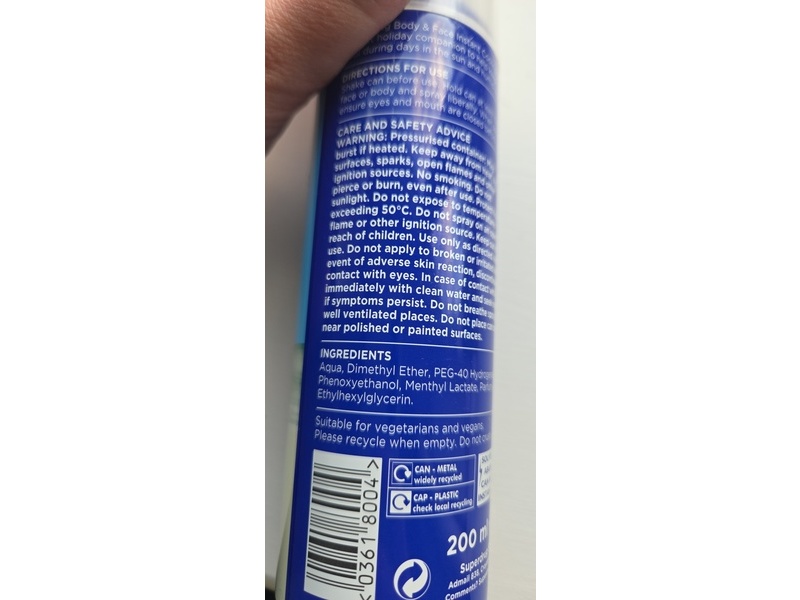 Body & Face Instant
holiday companion to
during days in the sun and
DIRECTIONS FOR USE
Shake can before use. Hold can at
face or body and spray liberally.
ensure eyes and mouth are closed
CARE AND SAFETY ADVICE
WARNING: Pressurised container
burst if heated. Keep away from
surfaces, sparks, open flames and
ignition sources. No smoking. Do
pierce or burn, even after use.
sunlight. Do not expose to
exceeding 50°C. Do not spray on
flame or other ignition source. Keep
reach of children. Use only as
use. Do not apply to broken or
event of adverse skin reaction,
contact with eyes. In case of contact
immediately with clean water and
if symptoms persist. Do not breathe
well ventilated places. Do not place
near polished or painted surfaces.
INGREDIENTS
Aqua, Dimethyl Ether, PEG-40
Phenoxyethanol, Menthyl Lactate,
Ethylhexylglycerin.
Suitable for vegetarians and vegans.
Please recycle when empty. Do not
CAN - METAL
widely recycled
CAP - PLASTIC
check local recycling
<0361 8004>
200 m